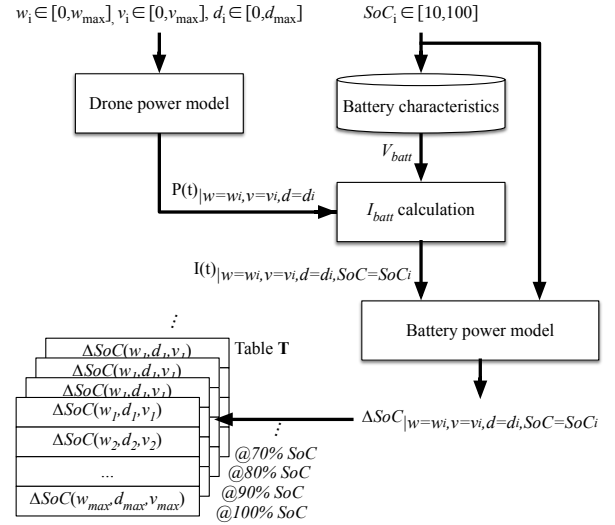 w_i ∈ [0,w_max], v_i ∈ [0,v_max], d_i ∈ [0,d_max]
SoC_i ∈ [10,100]
Drone power model
Battery characteristics
V_batt
P(t)_|w=w_i,v=v_i,d=d_i
I_batt calculation
I(t)_|w=w_i,v=v_i,d=d_i,SoC=SoC_i
Battery power model
⋮
Table T
ΔSoC(w_1,d_1,v_1)
ΔSoC(w_1,d_1,v_1)
ΔSoC(w_1,d_1,v_1)
ΔSoC(w_1,d_1,v_1)
ΔSoC(w_2,d_2,v_2)
...
ΔSoC(w_max,d_max,v_max)
ΔSoC_|w=w_i,v=v_i,d=d_i,SoC=SoC_i
⋮
@70% SoC
@80% SoC
@90% SoC
@100% SoC